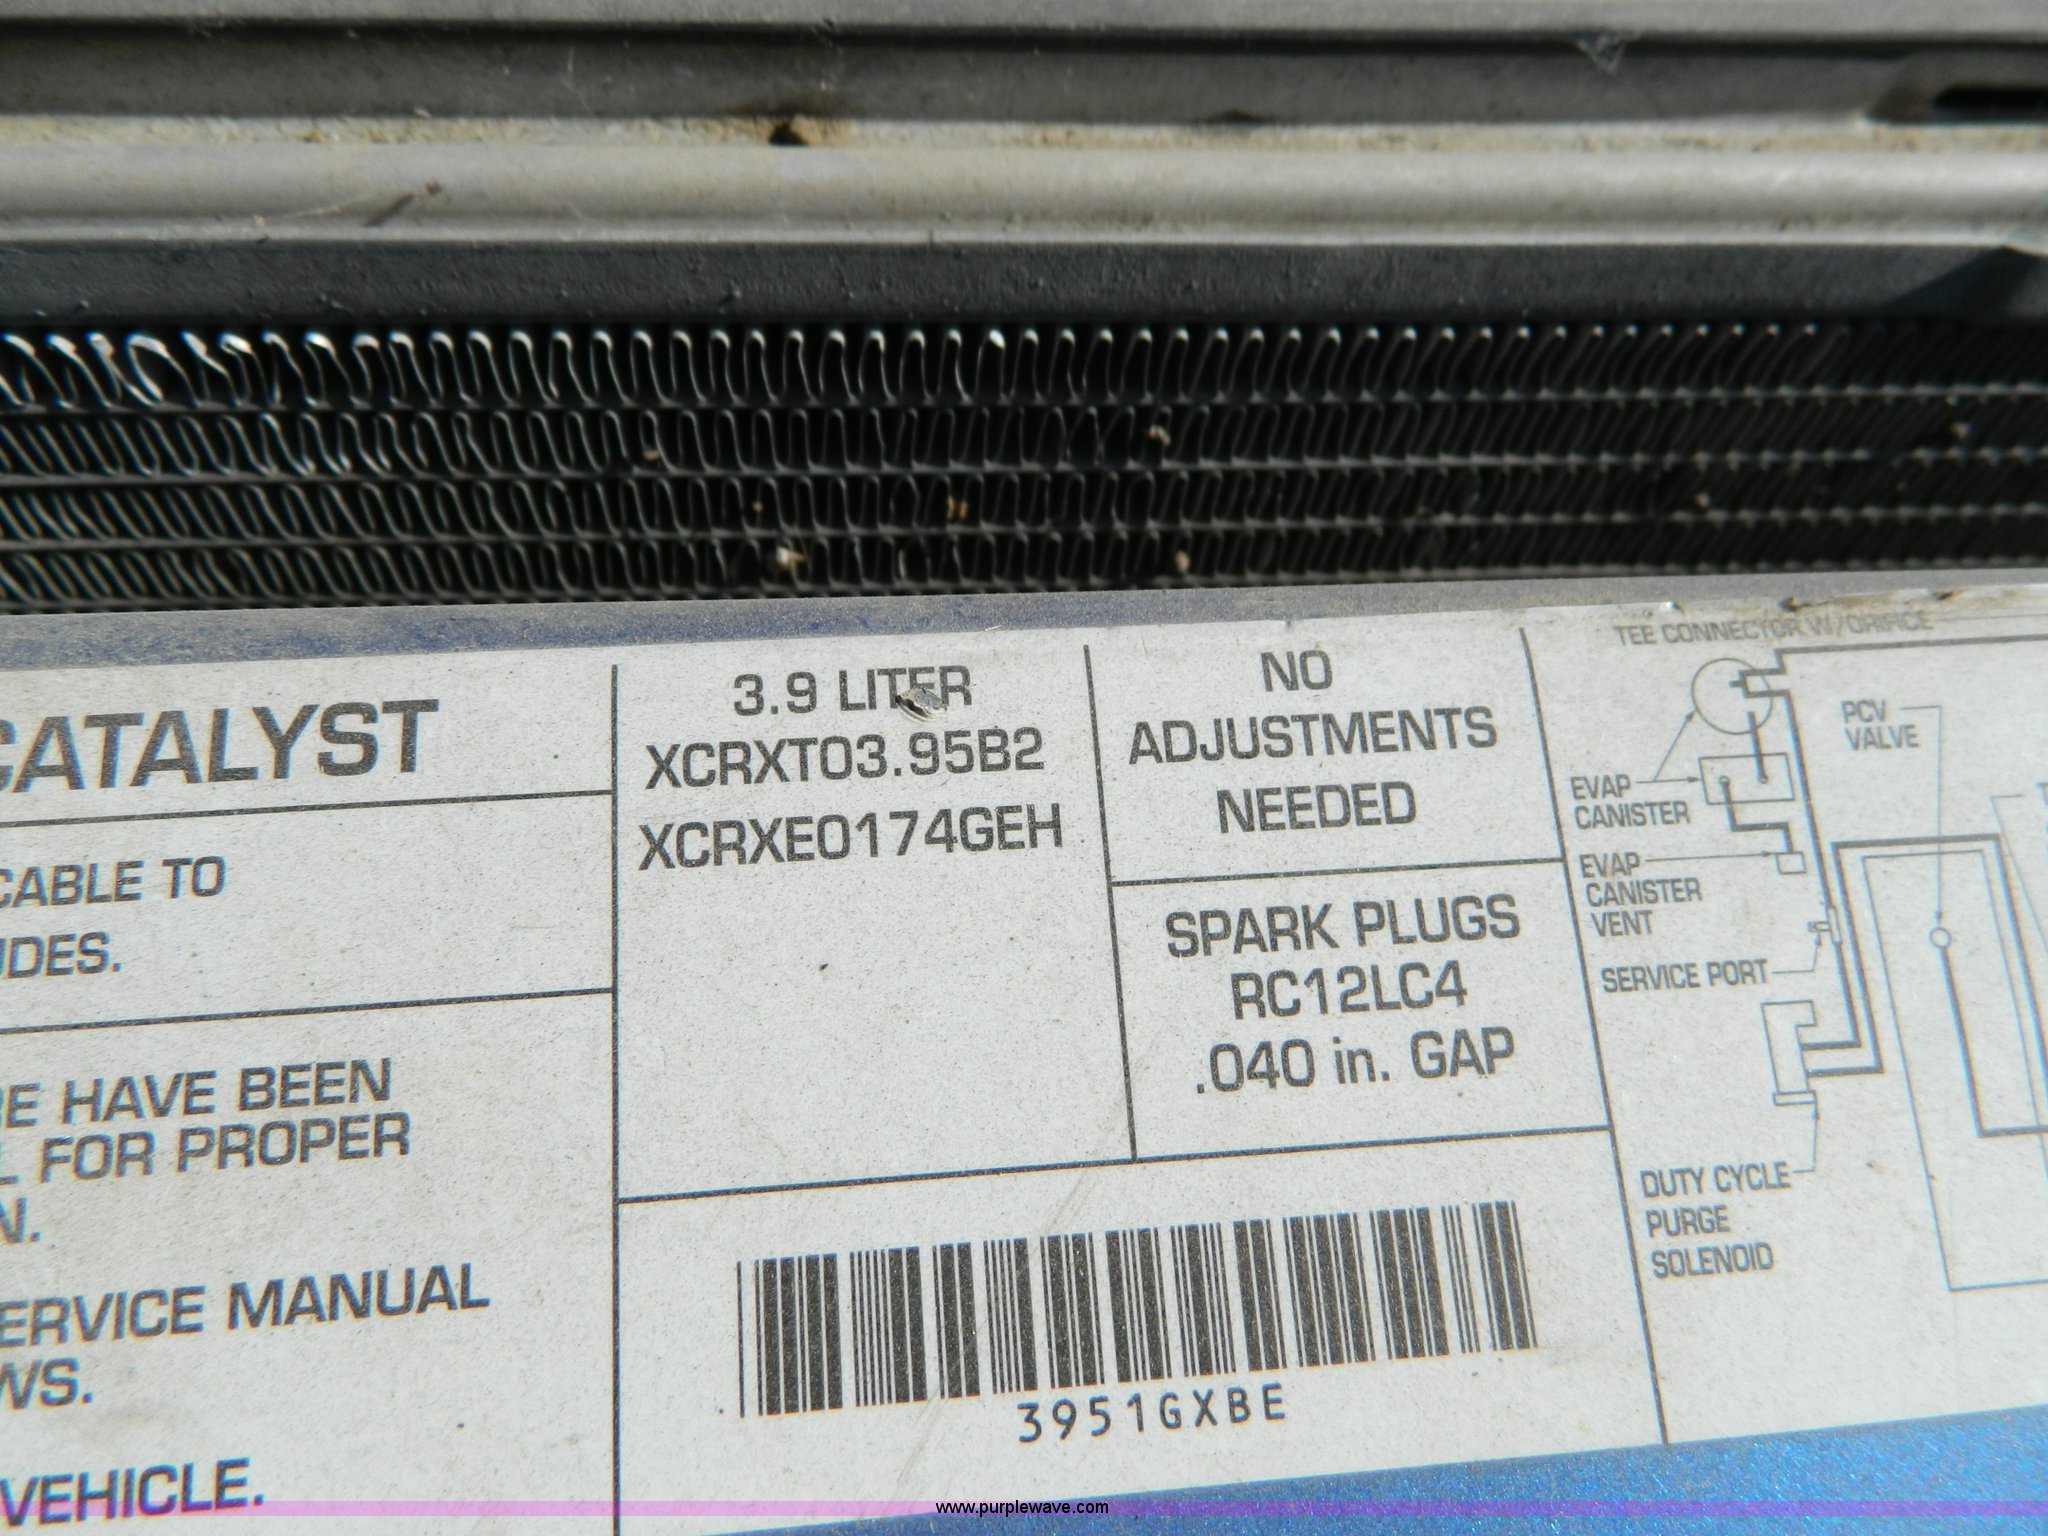 CATALYST
CABLE TO
UDES.
RE HAVE BEEN
L FOR PROPER
N.
ERVICE MANUAL
WS.
VEHICLE.
3.9 LITER
XCRXT03.95B2
XCRXE0174GEH
NO
ADJUSTMENTS
NEEDED
SPARK PLUGS
RC12LC4
.040 in. GAP
3951GXBE
TEE CONNECTOR W/ORIFICE
PCV
VALVE
EVAP
CANISTER
EVAP
CANISTER
VENT
SERVICE PORT
DUTY CYCLE
PURGE
SOLENOID
www.purplewave.com